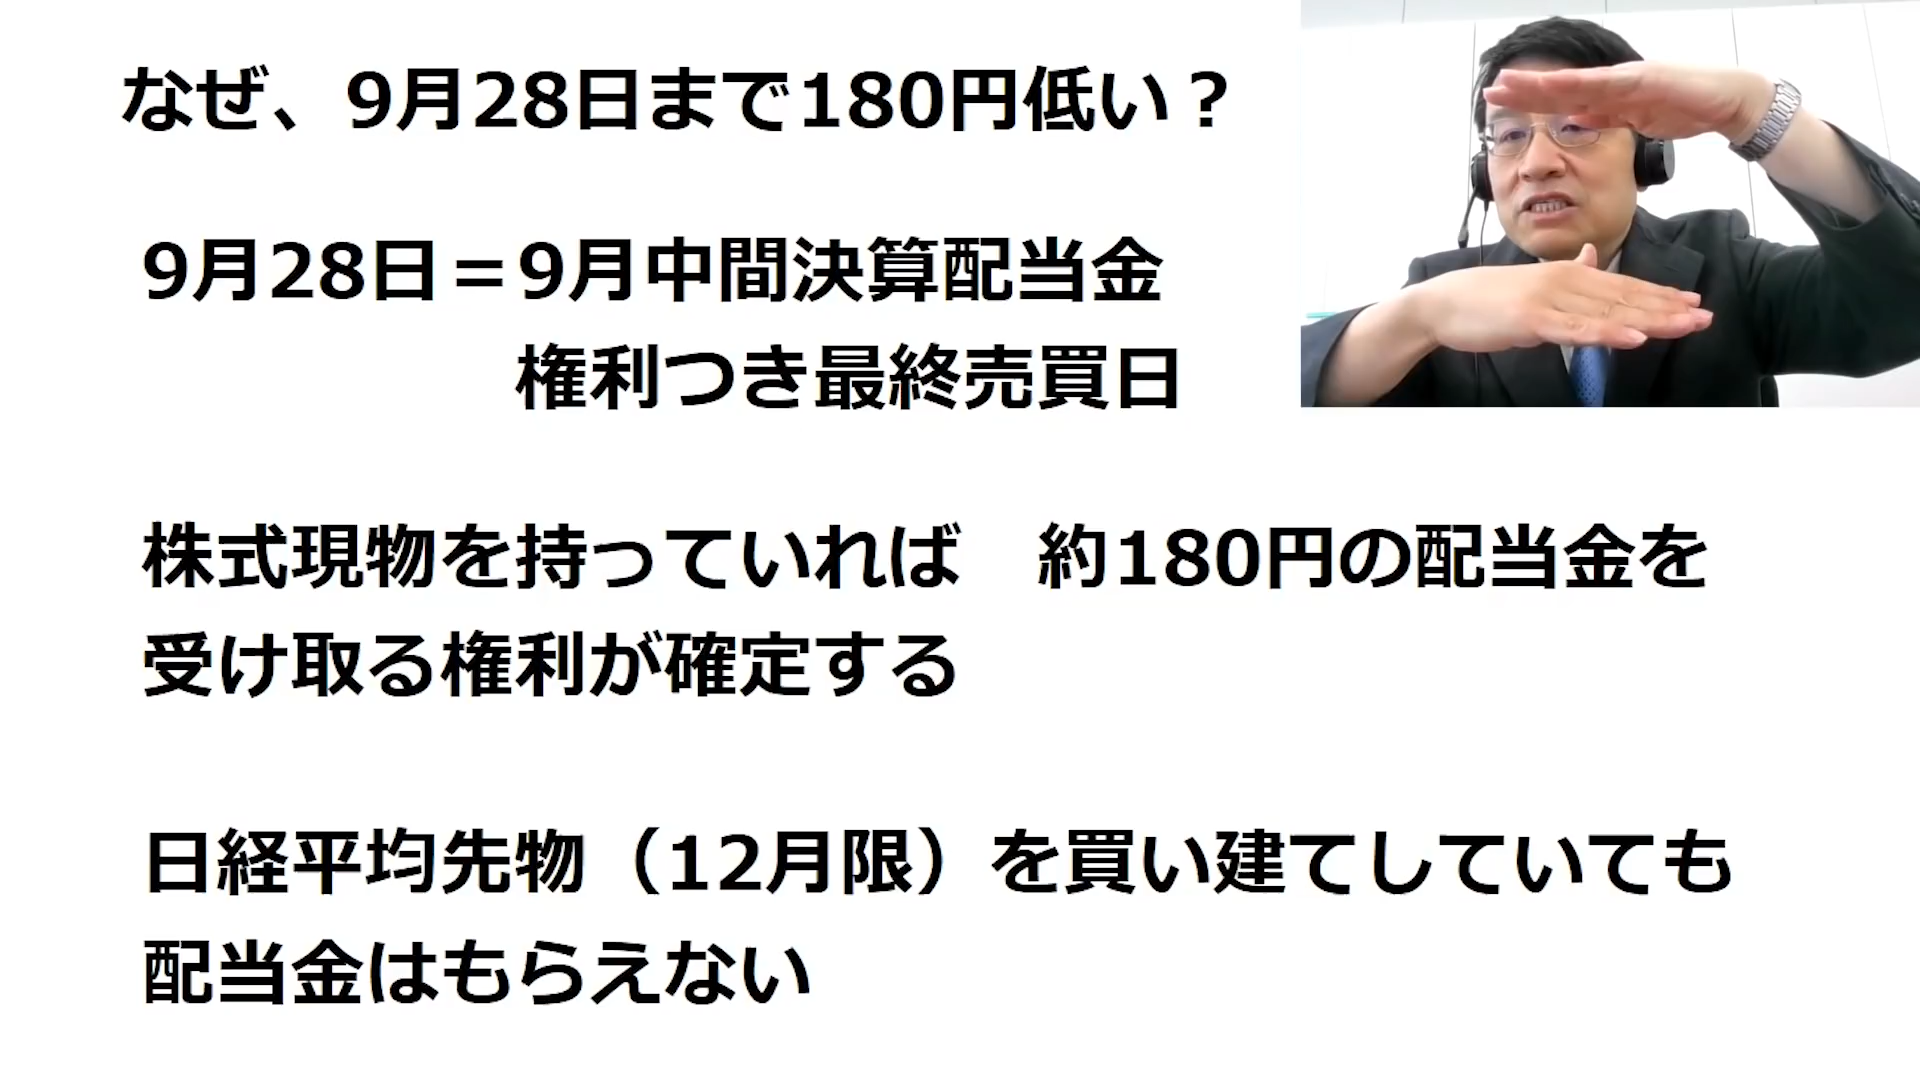 なぜ、9月28日まで180円低い？
9月28日＝9月中間決算配当金
権利つき最終売買日
株式現物を持っていれば　約180円の配当金を
受け取る権利が確定する
日経平均先物（12月限）を買い建てしていても
配当金はもらえない